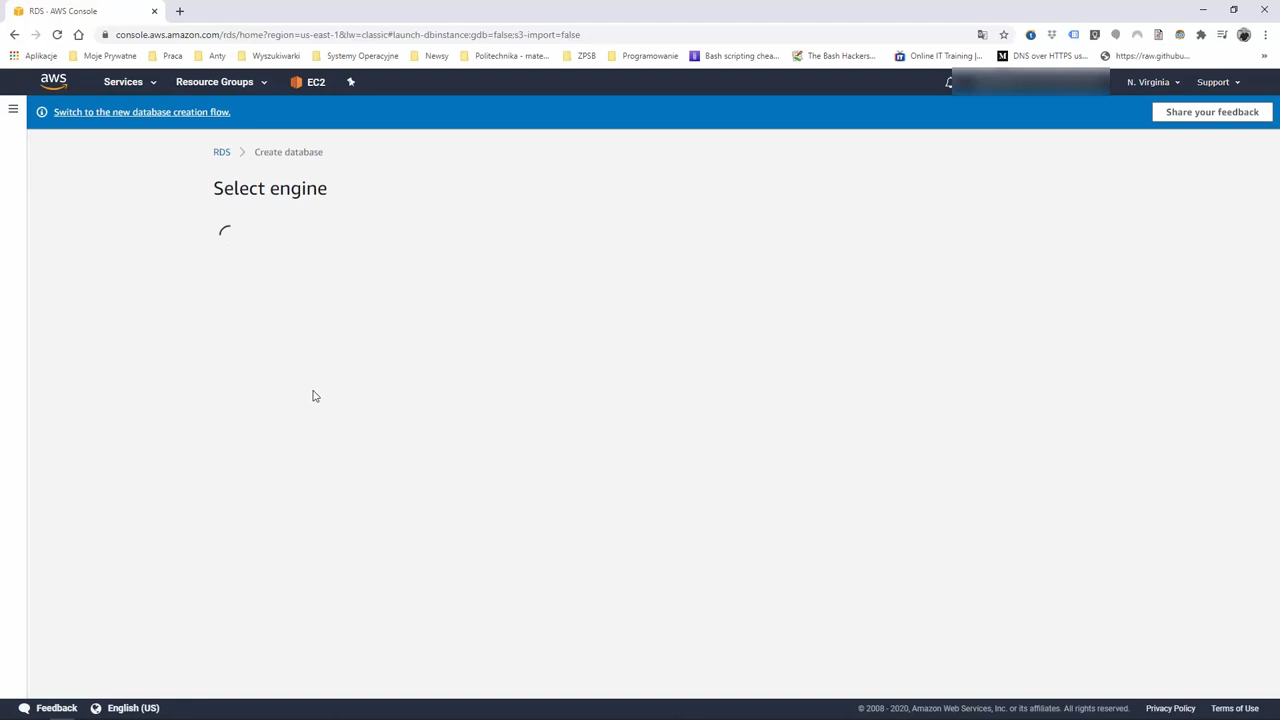 RDS - AWS Console
console.aws.amazon.com/rds/home?region=us-east-1&lw=classic#launch-dbinstance:gdb=false;s3-import=false
Aplikacje Moje Prywatne Praca Anty Wyszukiwarki Systemy Operacyjne Newsy Politechnika - mate... ZPSB Programowanie Bash scripting chea... The Bash Hackers... Online IT Training |... DNS over HTTPS us... https://raw.githubu... »
aws Services Resource Groups EC2 N. Virginia Support
Switch to the new database creation flow. Share your feedback
RDS Create database
Select engine
Feedback English (US) © 2008 - 2020, Amazon Web Services, Inc. or its affiliates. All rights reserved. Privacy Policy Terms of Use